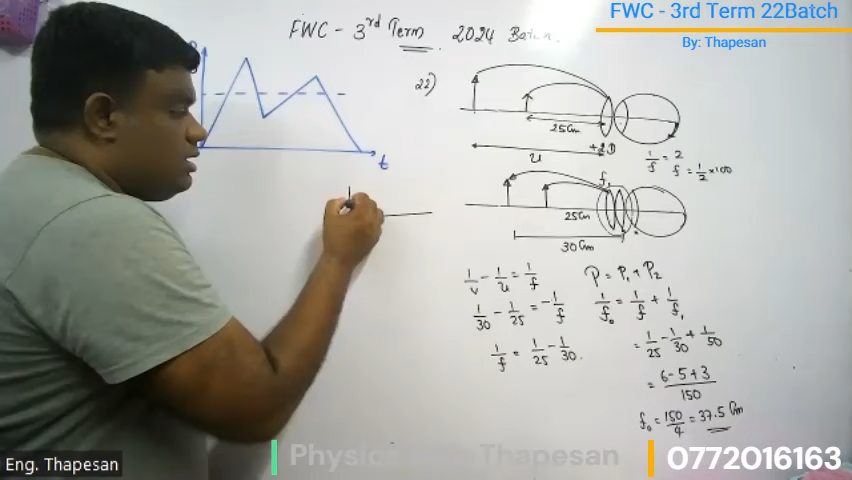 FWC - 3rd Term 22Batch
By: Thapesan
FWC - 3rd Term 2024 Batch.
t
22)
25cm
u
+2D
1/f = 2
f = 1/2 × 100
f₁
25cm
30cm
1/v - 1/u = 1/f
1/30 - 1/25 = -1/f
1/f = 1/25 - 1/30.
P = P₁ + P₂
1/f₀ = 1/f + 1/f₁
= 1/25 - 1/30 + 1/50
= 6-5+3/150
f₀ = 150/4 = 37.5 cm
Eng. Thapesan
Physics Thapesan
0772016163